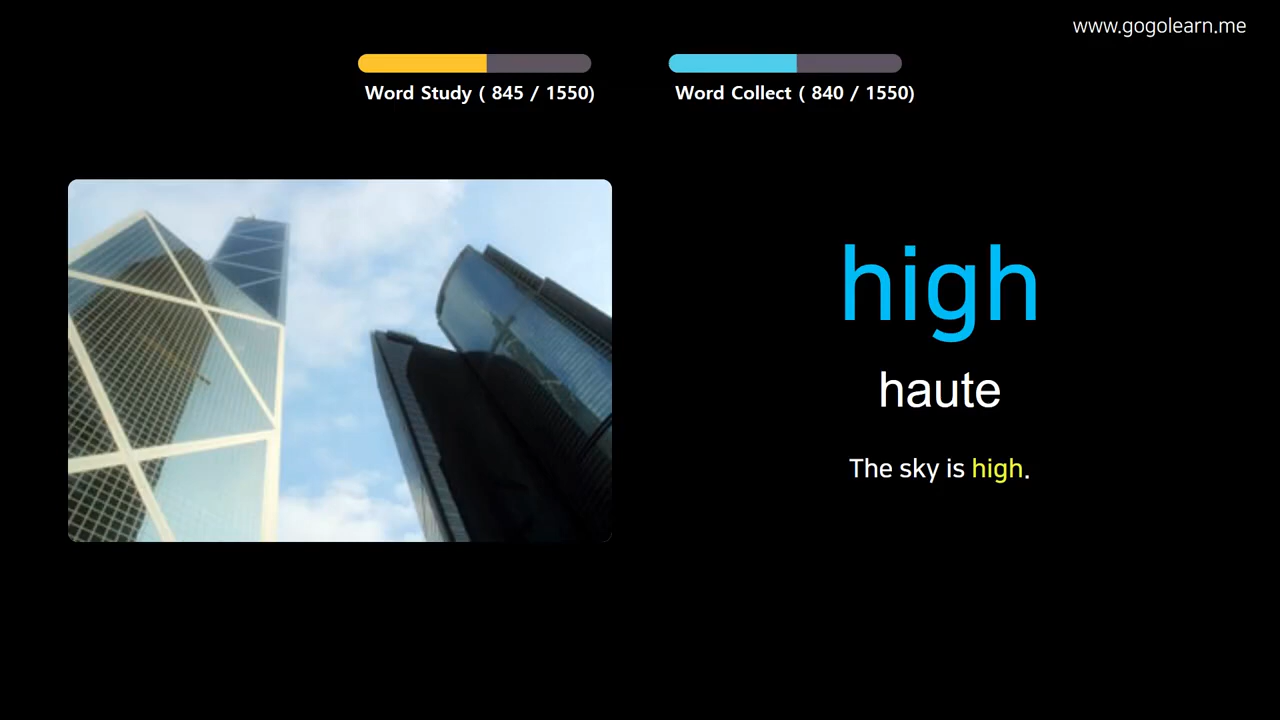 www.gogolearn.me
Word Study ( 845 / 1550)
Word Collect ( 840 / 1550)
high
haute
The sky is high.